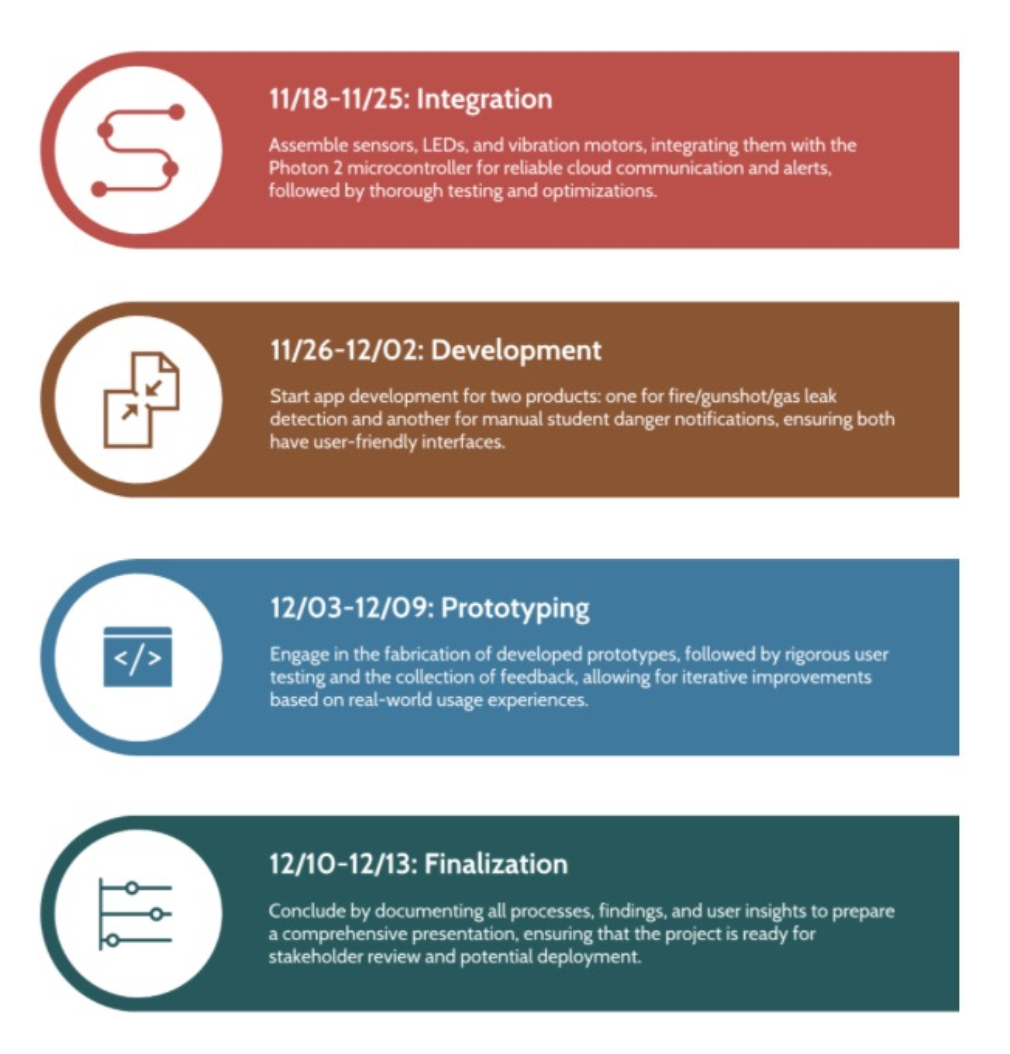 11/18-11/25: Integration
Assemble sensors, LEDs, and vibration motors, integrating them with the
Photon 2 microcontroller for reliable cloud communication and alerts,
followed by thorough testing and optimizations.
11/26-12/02: Development
Start app development for two products: one for fire/gunshot/gas leak
detection and another for manual student danger notifications, ensuring both
have user-friendly interfaces.
</>
12/03-12/09: Prototyping
Engage in the fabrication of developed prototypes, followed by rigorous user
testing and the collection of feedback, allowing for iterative improvements
based on real-world usage experiences.
12/10-12/13: Finalization
Conclude by documenting all processes, findings, and user insights to prepare
a comprehensive presentation, ensuring that the project is ready for
stakeholder review and potential deployment.